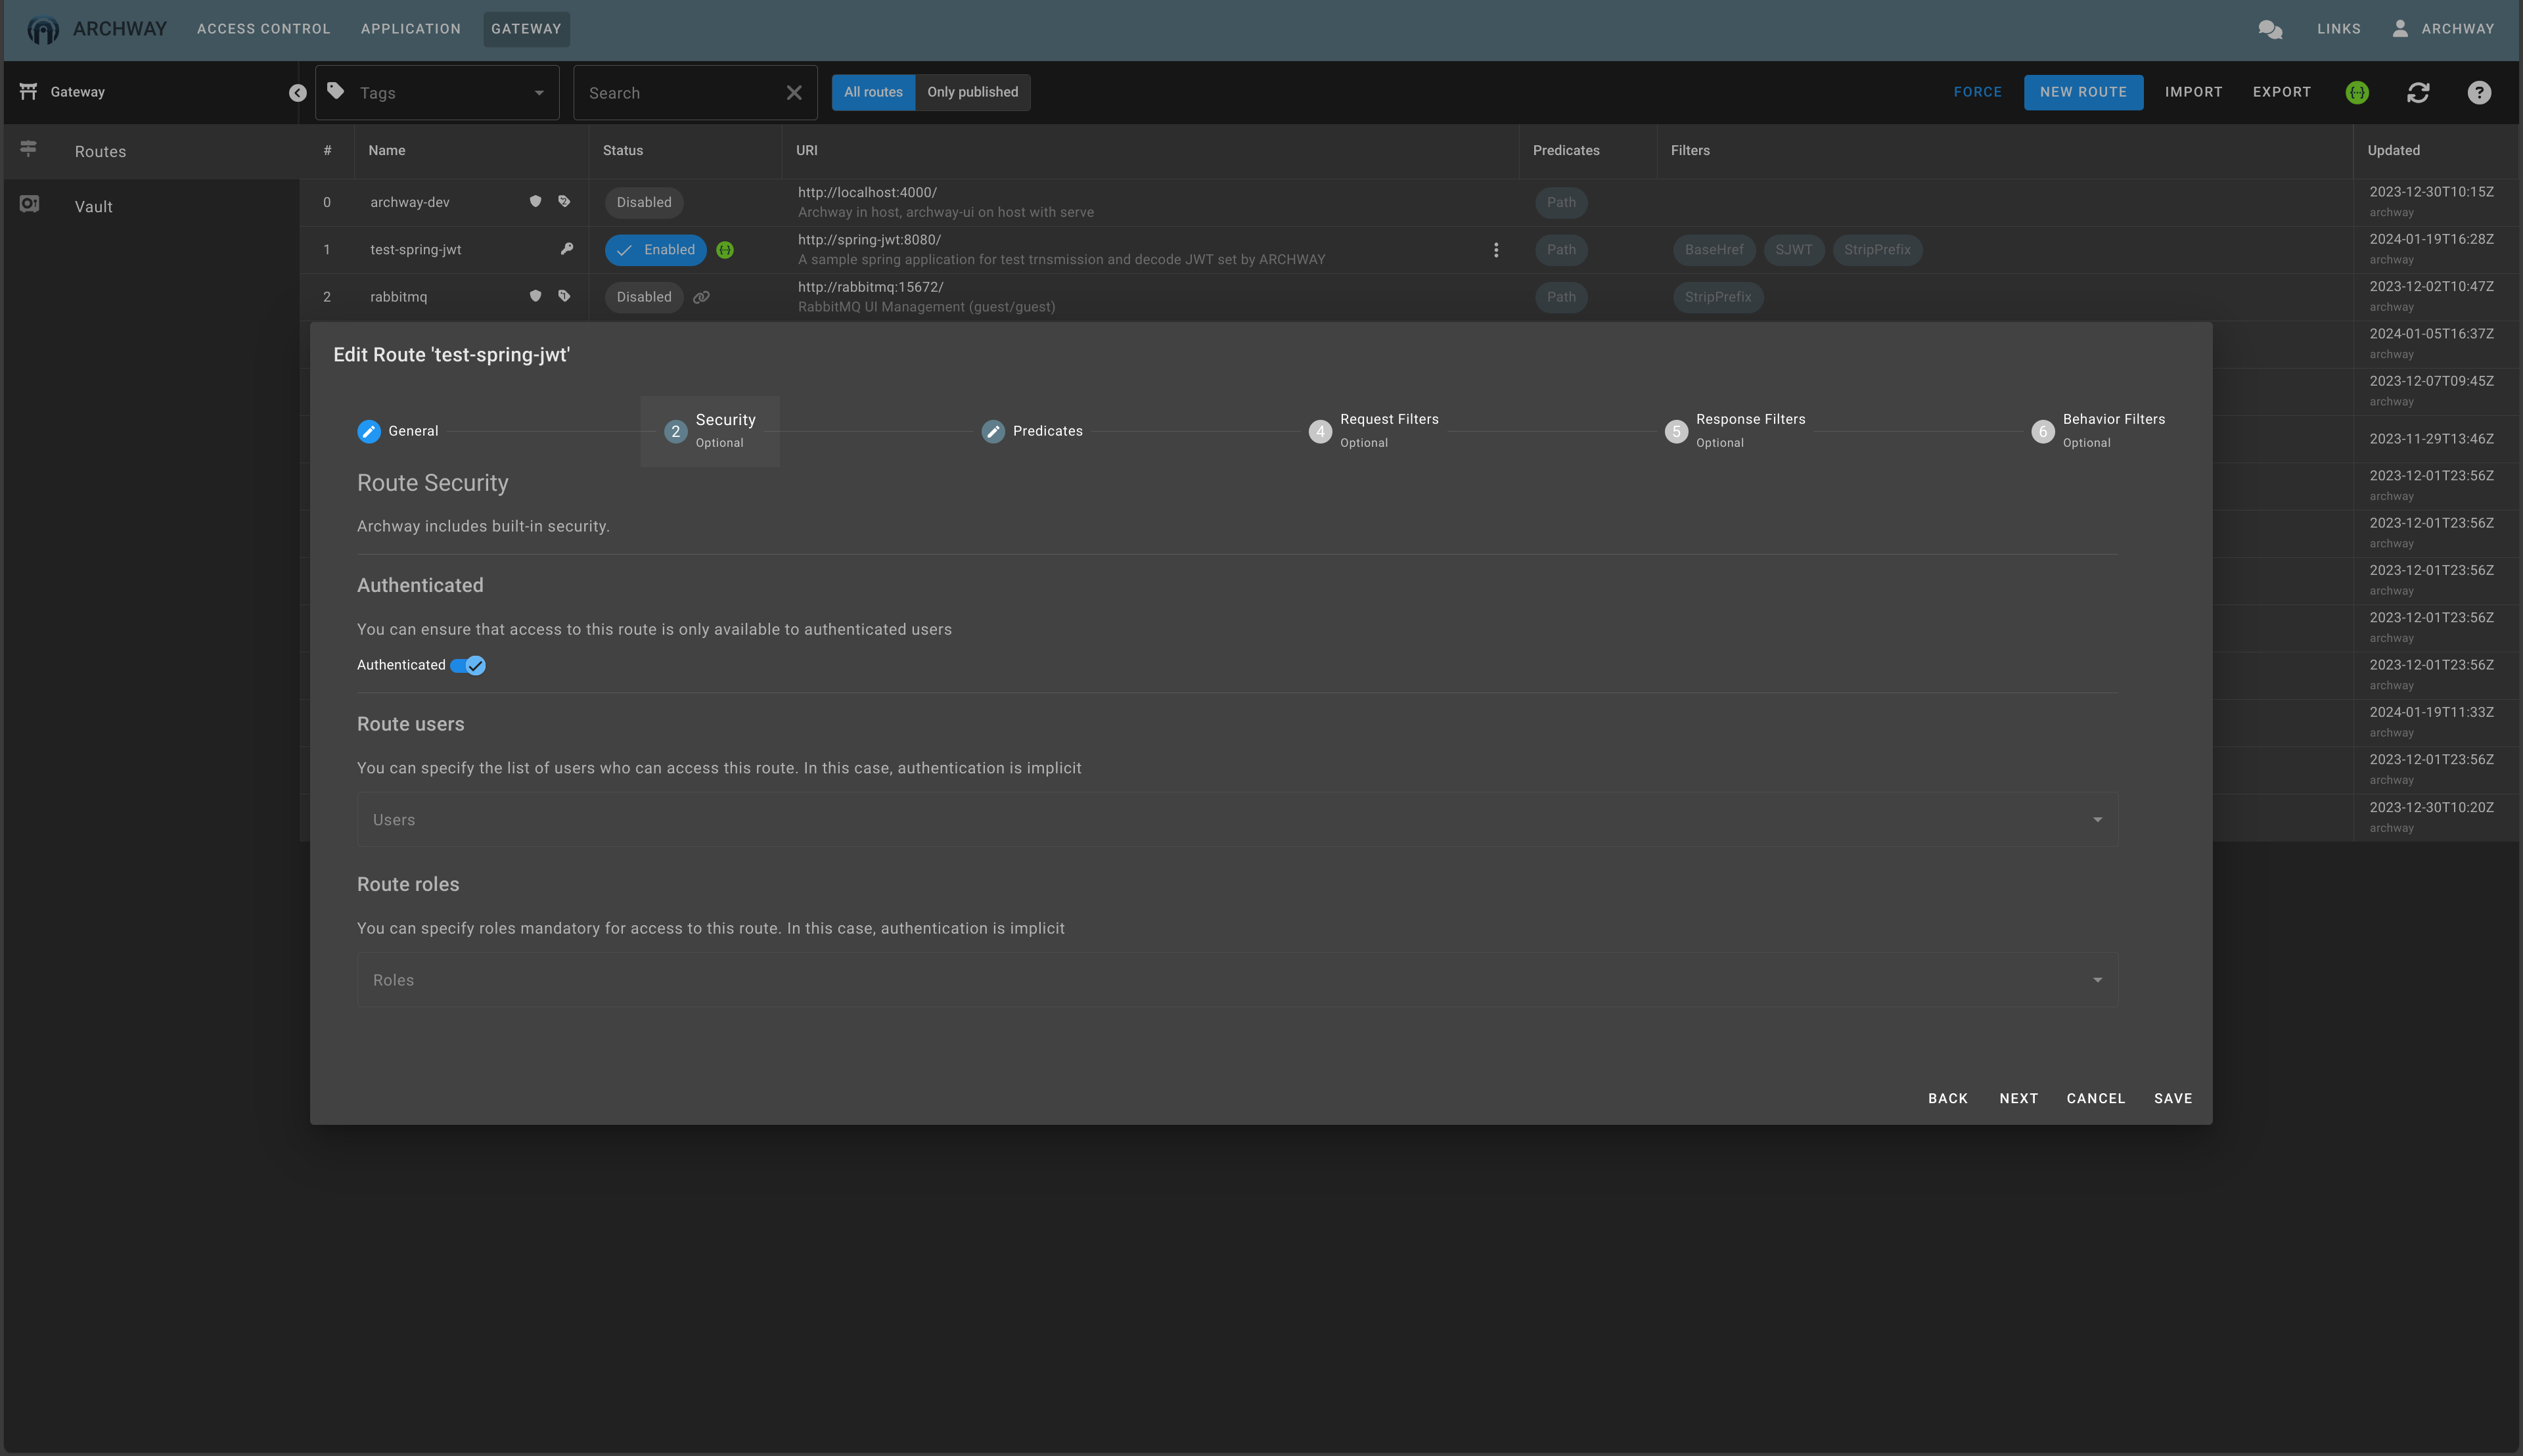 ARCHWAY ACCESS CONTROL APPLICATION GATEWAY LINKS ARCHWAY
Gateway Tags Search All routes Only published FORCE NEW ROUTE IMPORT EXPORT
Routes
Vault
# Name Status URI Predicates Filters Updated
0 archway-dev Disabled http://localhost:4000/ Path 2023-12-30T10:15Z
Archway in host, archway-ui on host with serve archway
1 test-spring-jwt Enabled http://spring-jwt:8080/ Path BaseHref SJWT StripPrefix 2024-01-19T16:28Z
A sample spring application for test trnsmission and decode JWT set by ARCHWAY archway
2 rabbitmq Disabled http://rabbitmq:15672/ Path StripPrefix 2023-12-02T10:47Z
RabbitMQ UI Management (guest/guest) archway
2024-01-05T16:37Z
archway
2023-12-07T09:45Z
archway
2023-11-29T13:46Z
2023-12-01T23:56Z
archway
2023-12-01T23:56Z
archway
2023-12-01T23:56Z
archway
2023-12-01T23:56Z
archway
2023-12-01T23:56Z
archway
2024-01-19T11:33Z
archway
2023-12-01T23:56Z
archway
2023-12-30T10:20Z
archway
Edit Route 'test-spring-jwt'
General
2 Security
Optional
Predicates
4 Request Filters
Optional
5 Response Filters
Optional
6 Behavior Filters
Optional
Route Security
Archway includes built-in security.
Authenticated
You can ensure that access to this route is only available to authenticated users
Authenticated
Route users
You can specify the list of users who can access this route. In this case, authentication is implicit
Users
Route roles
You can specify roles mandatory for access to this route. In this case, authentication is implicit
Roles
BACK NEXT CANCEL SAVE